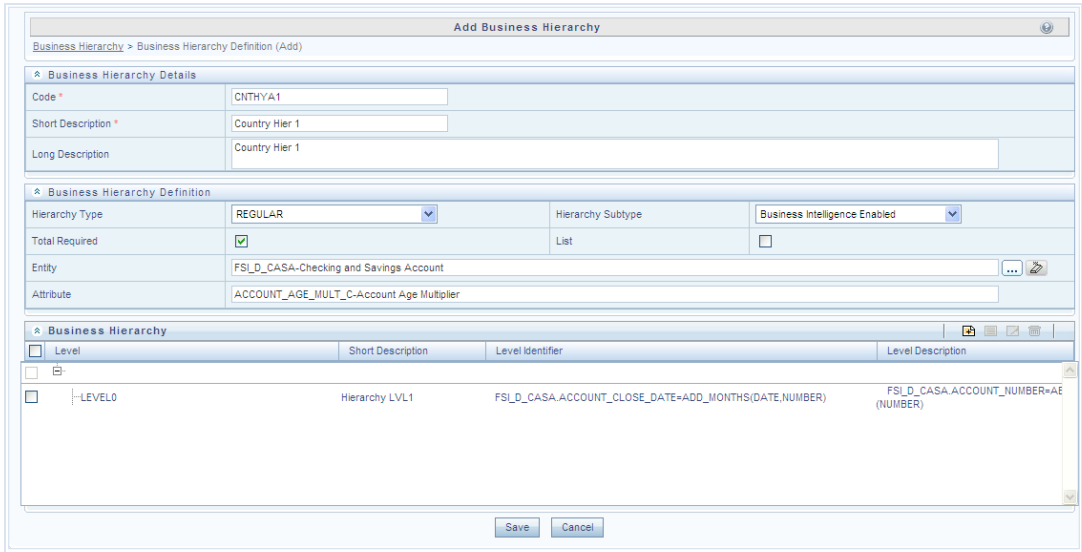 Add Business Hierarchy
Business Hierarchy > Business Hierarchy Definition (Add)
Business Hierarchy Details
Code *
CNTHYA1
Short Description *
Country Hier 1
Long Description
Country Hier 1
Business Hierarchy Definition
Hierarchy Type
REGULAR
Hierarchy Subtype
Business Intelligence Enabled
Total Required
List
Entity
FSI_D_CASA-Checking and Savings Account
...
Attribute
ACCOUNT_AGE_MULT_C-Account Age Multiplier
Business Hierarchy
Level
Short Description
Level Identifier
Level Description
LEVEL0
Hierarchy LVL1
FSI_D_CASA.ACCOUNT_CLOSE_DATE=ADD_MONTHS(DATE,NUMBER)
FSI_D_CASA.ACCOUNT_NUMBER=AE
(NUMBER)
Save
Cancel